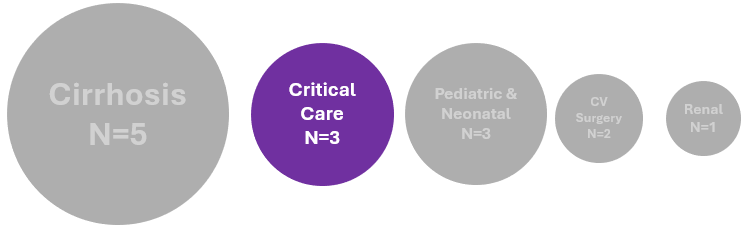 Cirrhosis
N=5
Critical
Care
N=3
Pediatric &
Neonatal
N=3
CV
Surgery
N=2
Renal
N=1